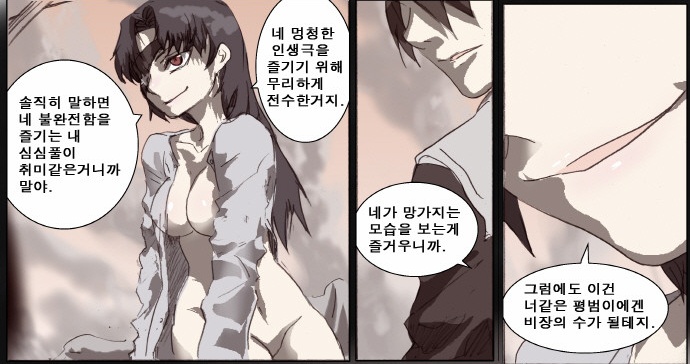 솔직히 말하면
네 불완전함을
즐기는 내
심심풀이
취미같은거니까
말야.
네 멍청한
인생극을
즐기기 위해
무리하게
전수한거지.
네가 망가지는
모습을 보는게
즐거우니까.
그럼에도 이건
너같은 평범이에겐
비장의 수가 될테지.